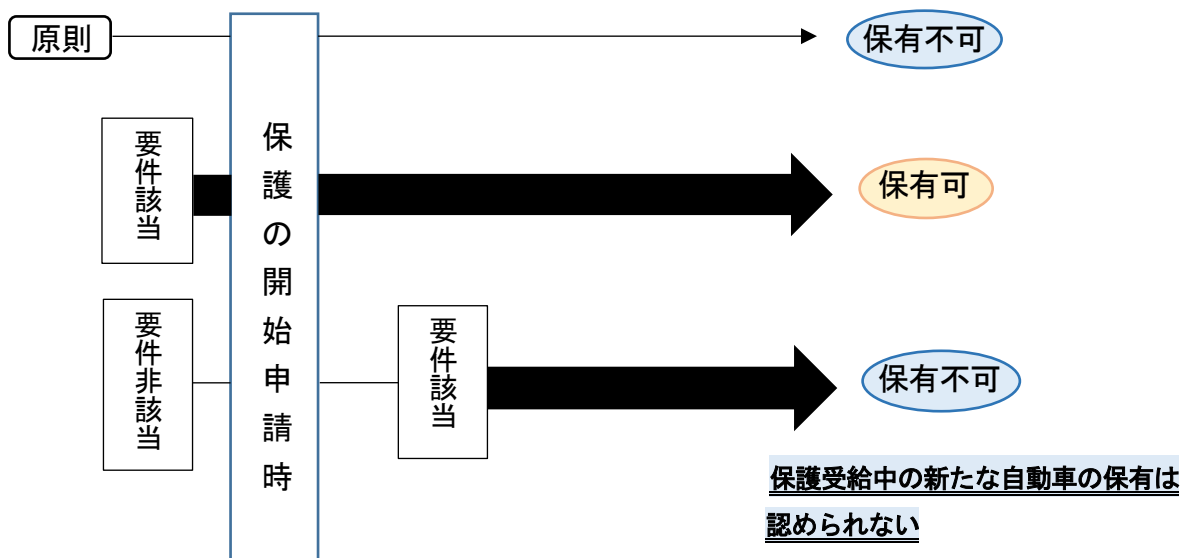 原則
保有不可
保護の開始申請時
要件該当
保有可
要件非該当
要件該当
保有不可
保護受給中の新たな自動車の保有は
認められない